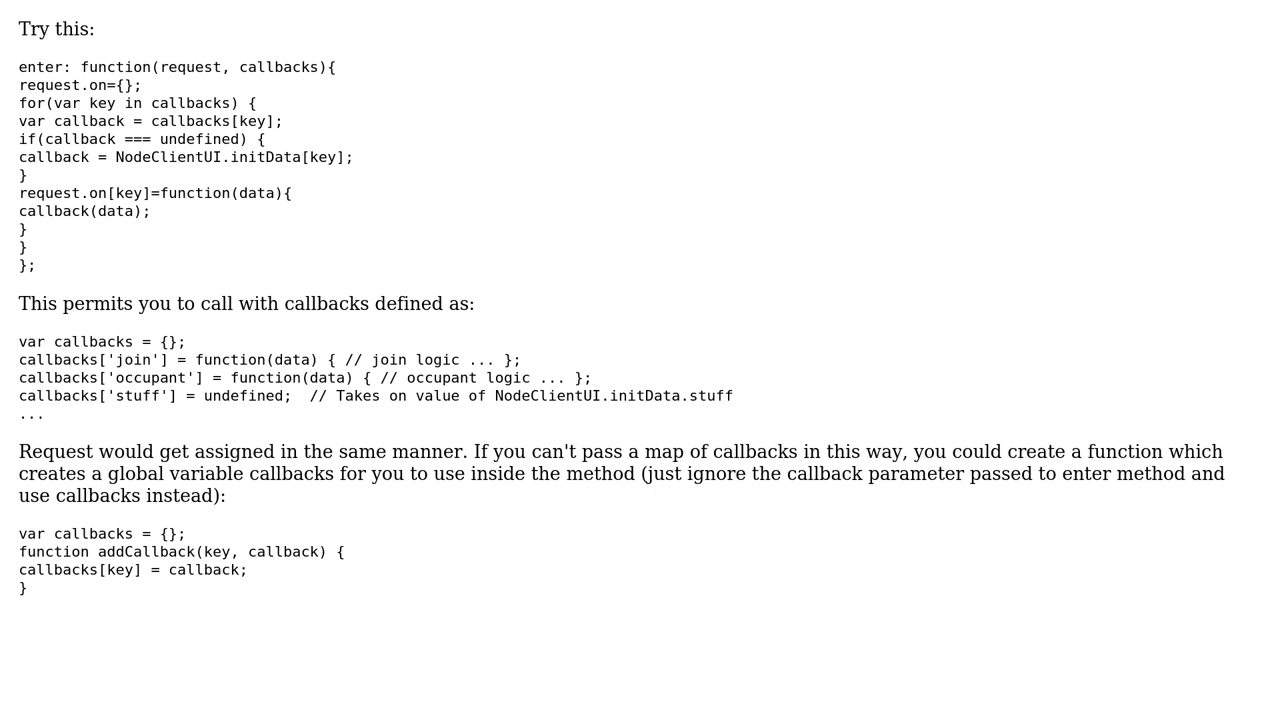 Try this:
enter: function(request, callbacks){
request.on={};
for(var key in callbacks) {
var callback = callbacks[key];
if(callback === undefined) {
callback = NodeClientUI.initData[key];
}
request.on[key]=function(data){
callback(data);
}
}
};
This permits you to call with callbacks defined as:
var callbacks = {};
callbacks['join'] = function(data) { // join logic ... };
callbacks['occupant'] = function(data) { // occupant logic ... };
callbacks['stuff'] = undefined;  // Takes on value of NodeClientUI.initData.stuff
...
Request would get assigned in the same manner. If you can't pass a map of callbacks in this way, you could create a function which
creates a global variable callbacks for you to use inside the method (just ignore the callback parameter passed to enter method and
use callbacks instead):
var callbacks = {};
function addCallback(key, callback) {
callbacks[key] = callback;
}